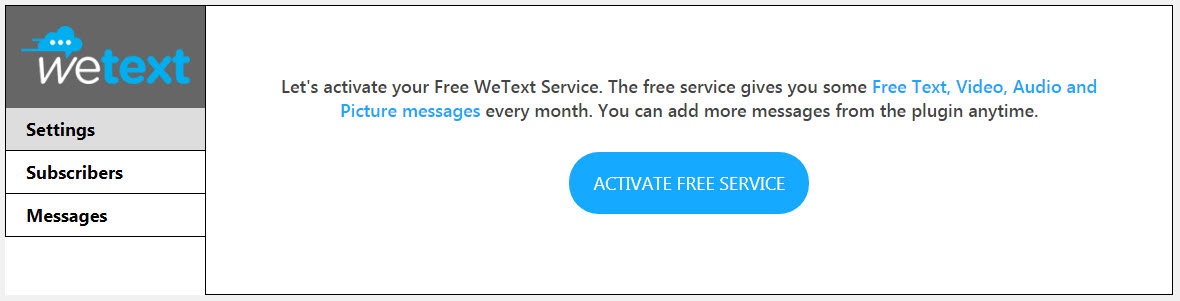 wetext
Settings
Subscribers
Messages
Let's activate your Free WeText Service. The free service gives you some Free Text, Video, Audio and
Picture messages every month. You can add more messages from the plugin anytime.
ACTIVATE FREE SERVICE